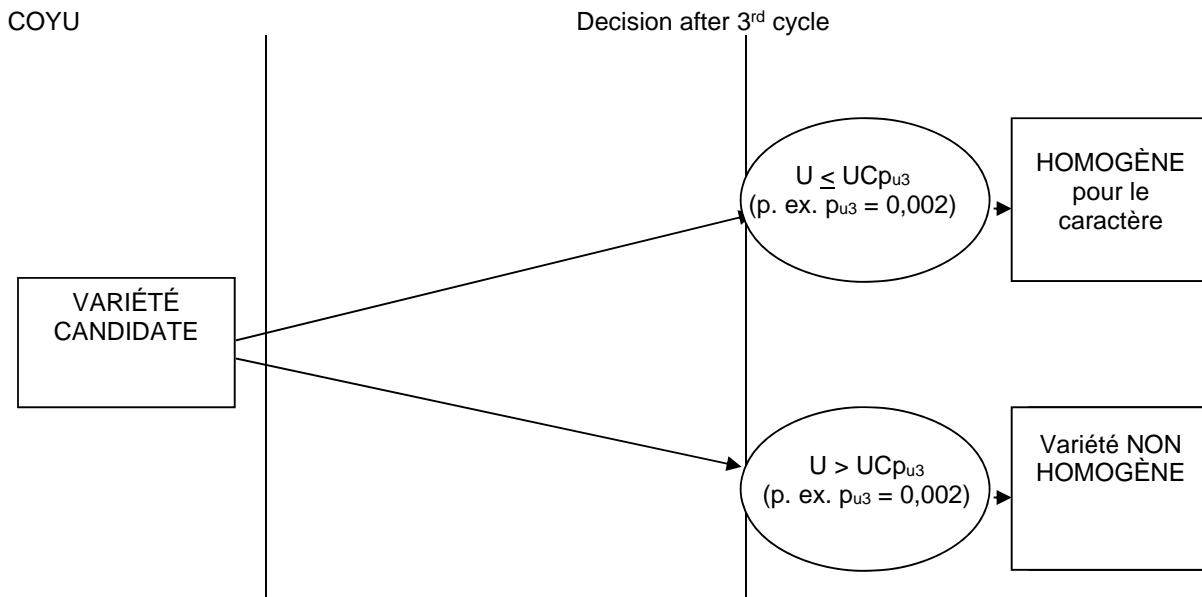 COYU
Decision after 3rd cycle
U ≤ UCpu3
(p. ex. pu3 = 0,002)
HOMOGÈNE
pour le
caractère
VARIÉTÉ
CANDIDATE
U > UCpu3
(p. ex. pu3 = 0,002)
Variété NON
HOMOGÈNE